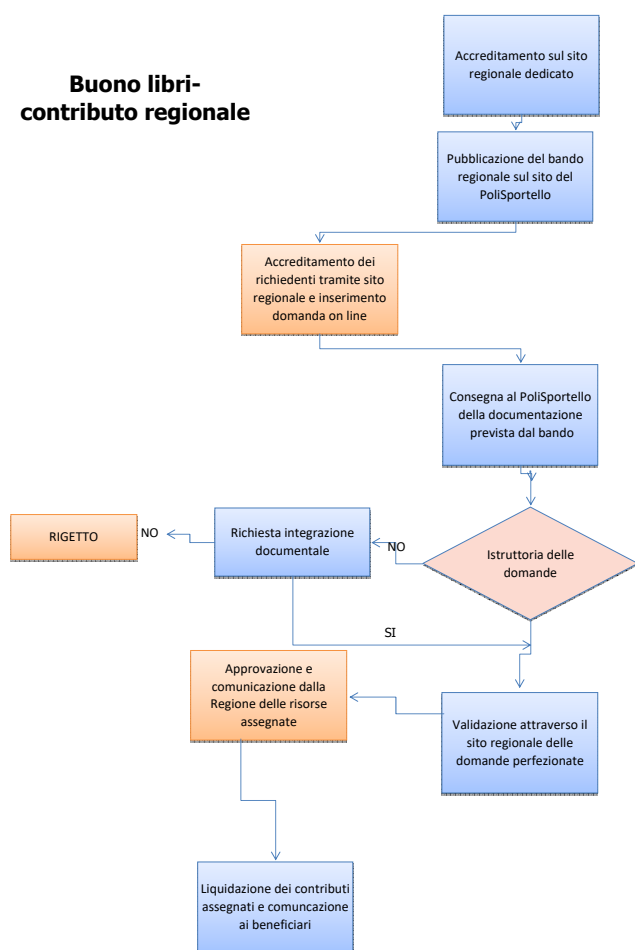 Buono libri-
contributo regionale
Accreditamento sul sito
regionale dedicato
Pubblicazione del bando
regionale sul sito del
PoliSportello
Accreditamento dei
richiedenti tramite sito
regionale e inserimento
domanda on line
Consegna al PoliSportello
della documentazione
prevista dal bando
Istruttoria delle
domande
NO
Richiesta integrazione
documentale
NO
RIGETTO
SI
Validazione attraverso il
sito regionale delle
domande perfezionate
Approvazione e
comunicazione dalla
Regione delle risorse
assegnate
Liquidazione dei contributi
assegnati e comuncazione
ai beneficiari